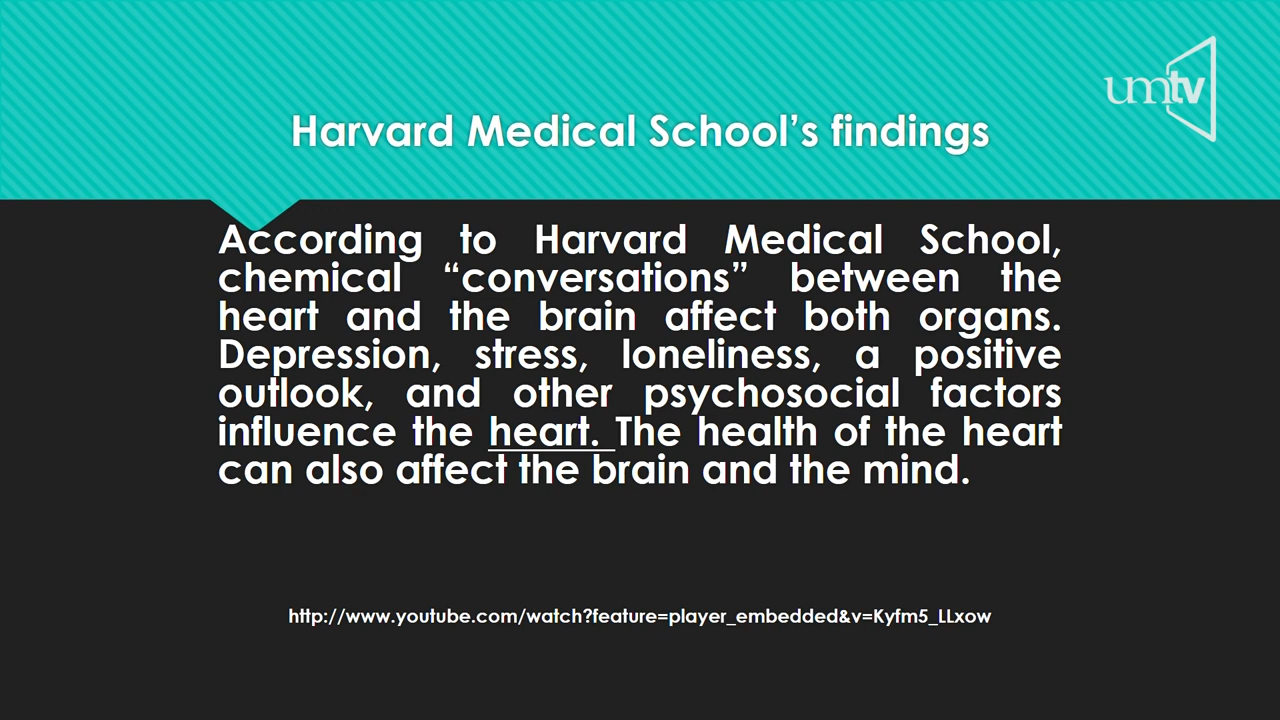 umtv
Harvard Medical School’s findings
According to Harvard Medical School,
chemical “conversations” between the
heart and the brain affect both organs.
Depression, stress, loneliness, a positive
outlook, and other psychosocial factors
influence the heart. The health of the heart
can also affect the brain and the mind.
http://www.youtube.com/watch?feature=player_embedded&v=Kyfm5_LLxow